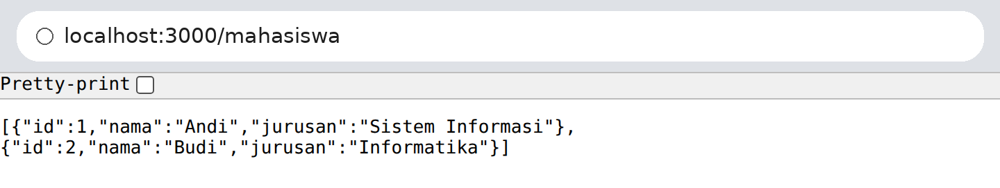 localhost:3000/mahasiswa
Pretty-print
[{"id":1,"nama":"Andi","jurusan":"Sistem Informasi"},
{"id":2,"nama":"Budi","jurusan":"Informatika"}]